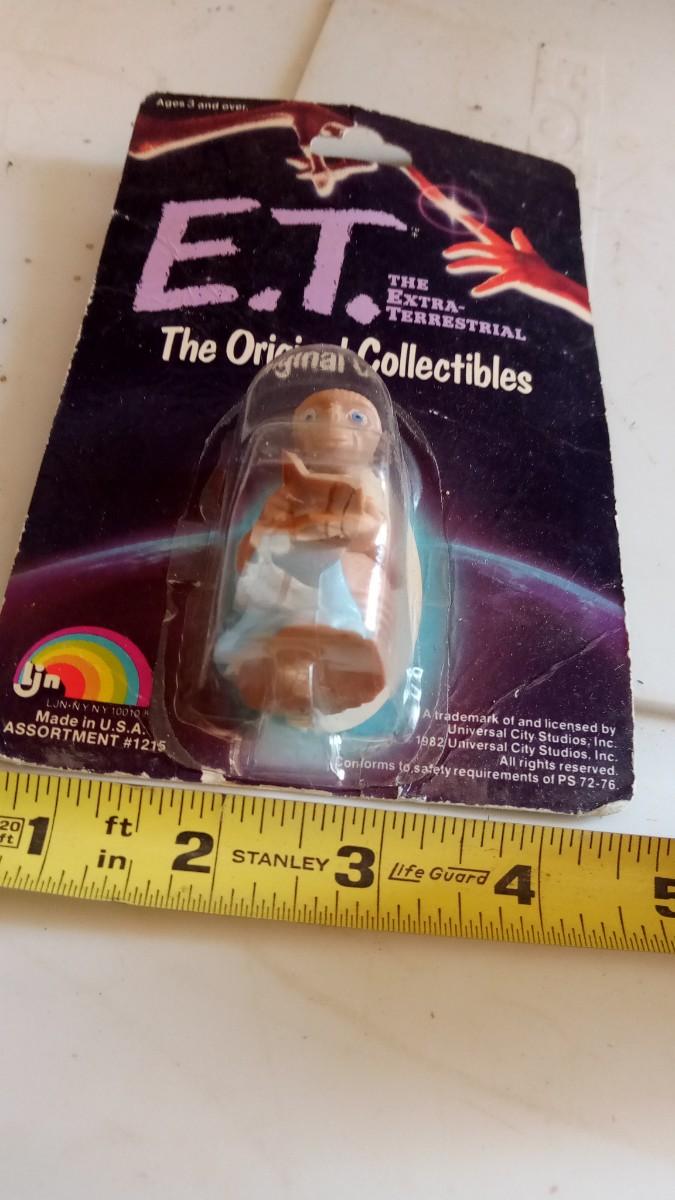 Ages 3 and over.
E.T.
THE
EXTRA-
TERRESTRIAL
The Original Collectibles
ljn
LJN•NY NY 10010
Made in U.S.A.
ASSORTMENT #1215
A trademark of and licensed by
Universal City Studios, Inc.
1982 Universal City Studios, Inc.
All rights reserved.
Conforms to safety requirements of PS 72-76.
20
ft
1
ft
in
2
STANLEY
3
Life Guard
4
5